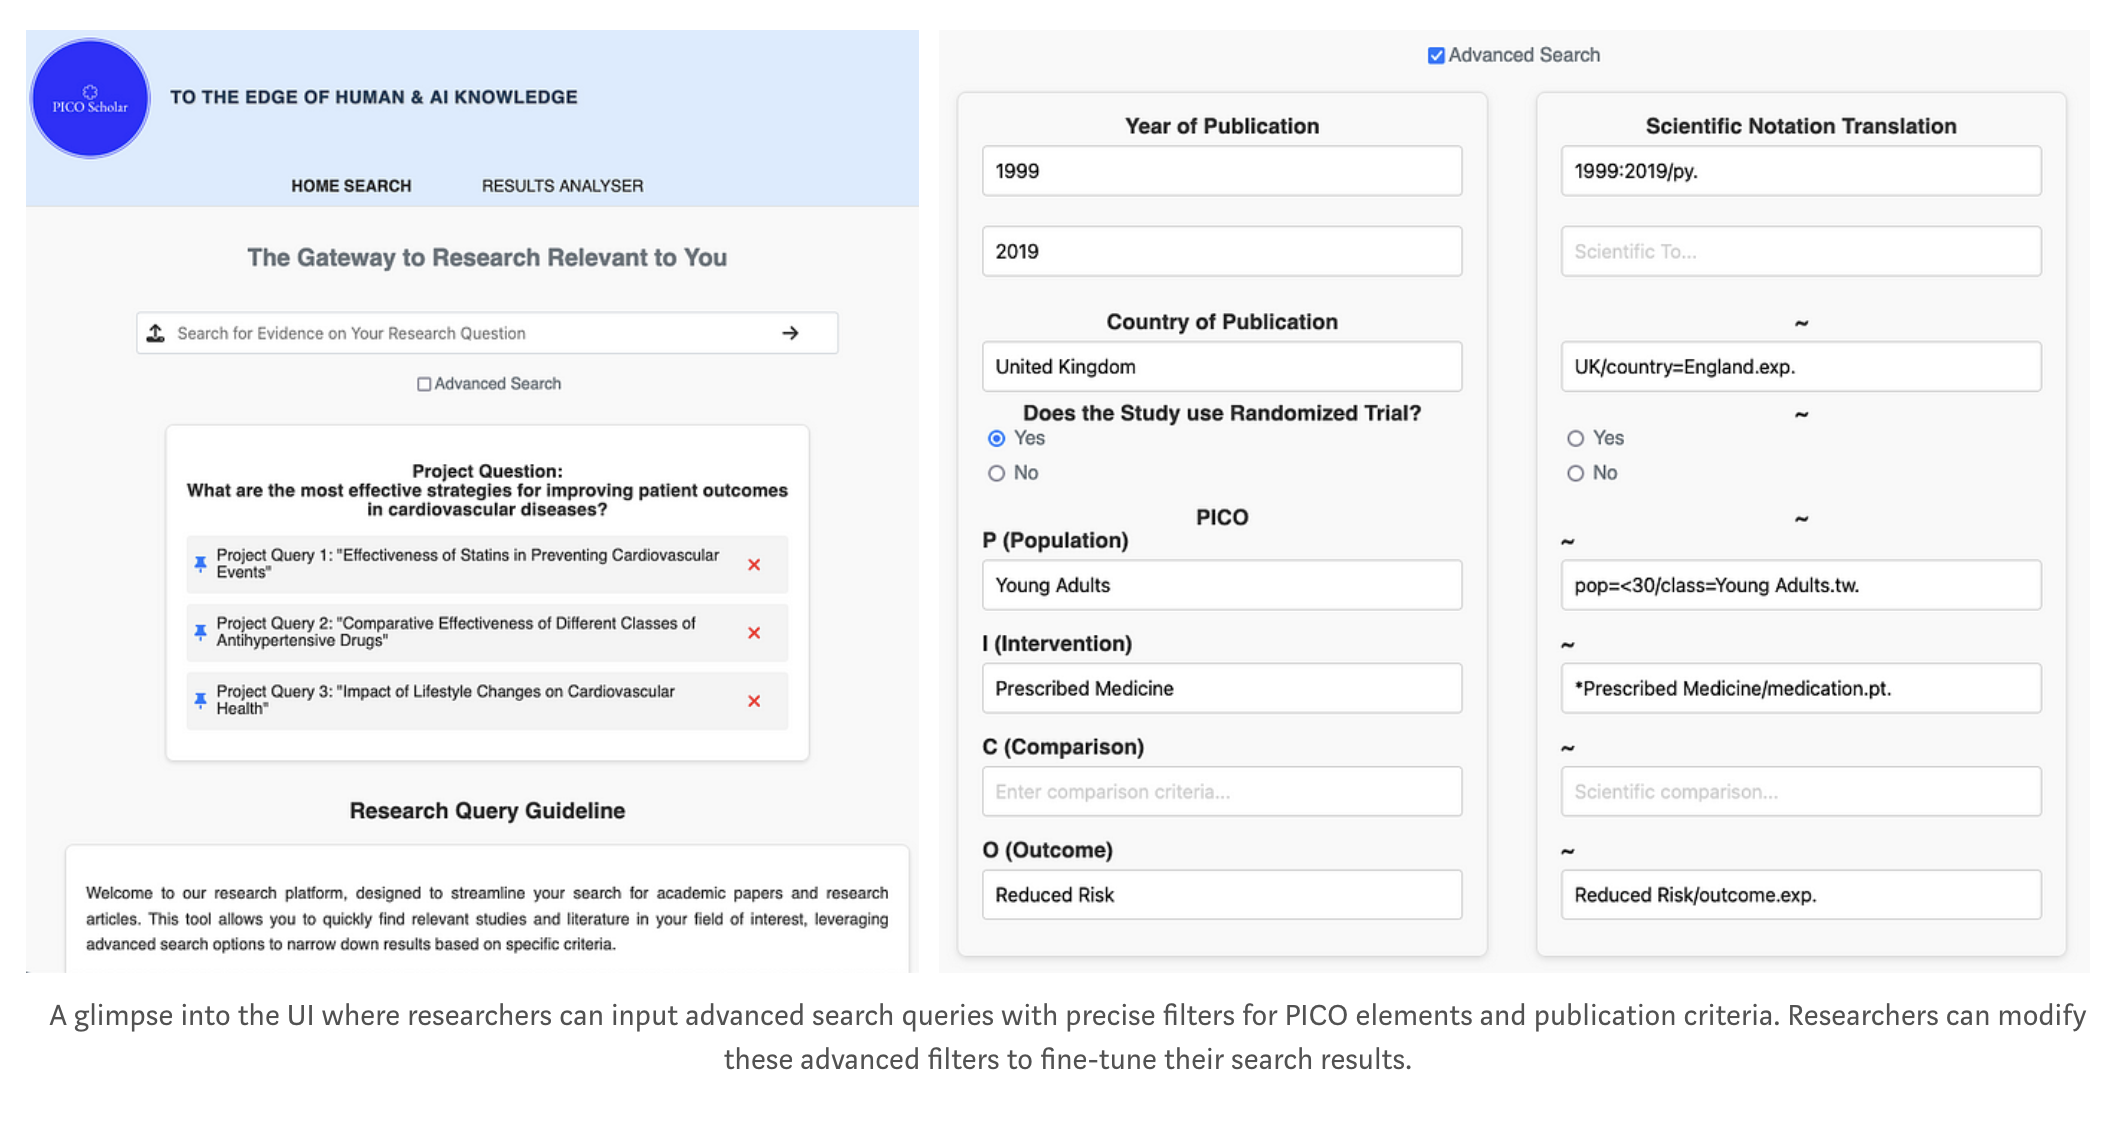 PICO Scholar
TO THE EDGE OF HUMAN & AI KNOWLEDGE
HOME SEARCH
RESULTS ANALYSER
The Gateway to Research Relevant to You
Search for Evidence on Your Research Question
Advanced Search
Project Question:
What are the most effective strategies for improving patient outcomes
in cardiovascular diseases?
Project Query 1: "Effectiveness of Statins in Preventing Cardiovascular
Events"
Project Query 2: "Comparative Effectiveness of Different Classes of
Antihypertensive Drugs"
Project Query 3: "Impact of Lifestyle Changes on Cardiovascular
Health"
Research Query Guideline
Welcome to our research platform, designed to streamline your search for academic papers and research
articles. This tool allows you to quickly find relevant studies and literature in your field of interest, leveraging
advanced search options to narrow down results based on specific criteria.
Advanced Search
Year of Publication
1999
2019
Country of Publication
United Kingdom
Does the Study use Randomized Trial?
Yes
No
PICO
P (Population)
Young Adults
I (Intervention)
Prescribed Medicine
C (Comparison)
Enter comparison criteria...
O (Outcome)
Reduced Risk
Scientific Notation Translation
1999:2019/py.
Scientific To...
~
UK/country=England.exp.
~
Yes
No
~
~
pop=<30/class=Young Adults.tw.
~
*Prescribed Medicine/medication.pt.
~
Scientific comparison...
~
Reduced Risk/outcome.exp.
A glimpse into the UI where researchers can input advanced search queries with precise filters for PICO elements and publication criteria. Researchers can modify
these advanced filters to fine-tune their search results.